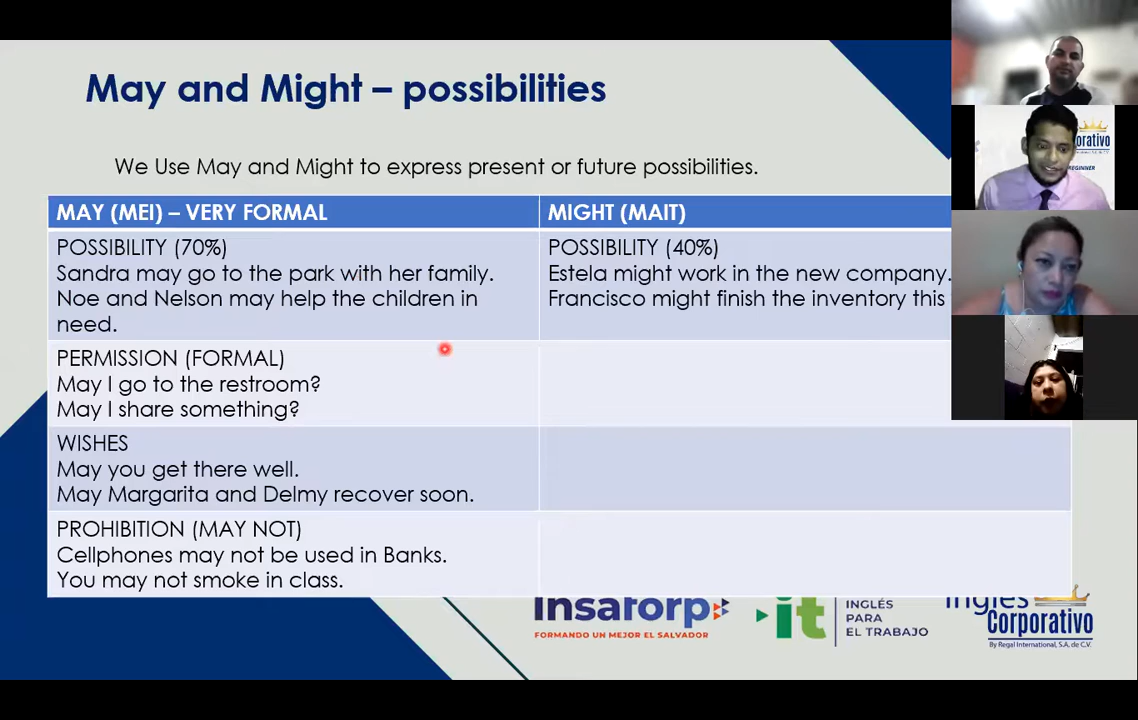 May and Might – possibilities
We Use May and Might to express present or future possibilities.
MAY (MEI) – VERY FORMAL
MIGHT (MAIT)
POSSIBILITY (70%)
Sandra may go to the park with her family.
Noe and Nelson may help the children in
need.
POSSIBILITY (40%)
Estela might work in the new company.
Francisco might finish the inventory this
PERMISSION (FORMAL)
May I go to the restroom?
May I share something?
WISHES
May you get there well.
May Margarita and Delmy recover soon.
PROHIBITION (MAY NOT)
Cellphones may not be used in Banks.
You may not smoke in class.
Insaforp
FORMANDO UN MEJOR EL SALVADOR
it
INGLÉS
PARA
EL TRABAJO
Inglés
Corporativo
By Regal International, S.A. de C.V.
orativo